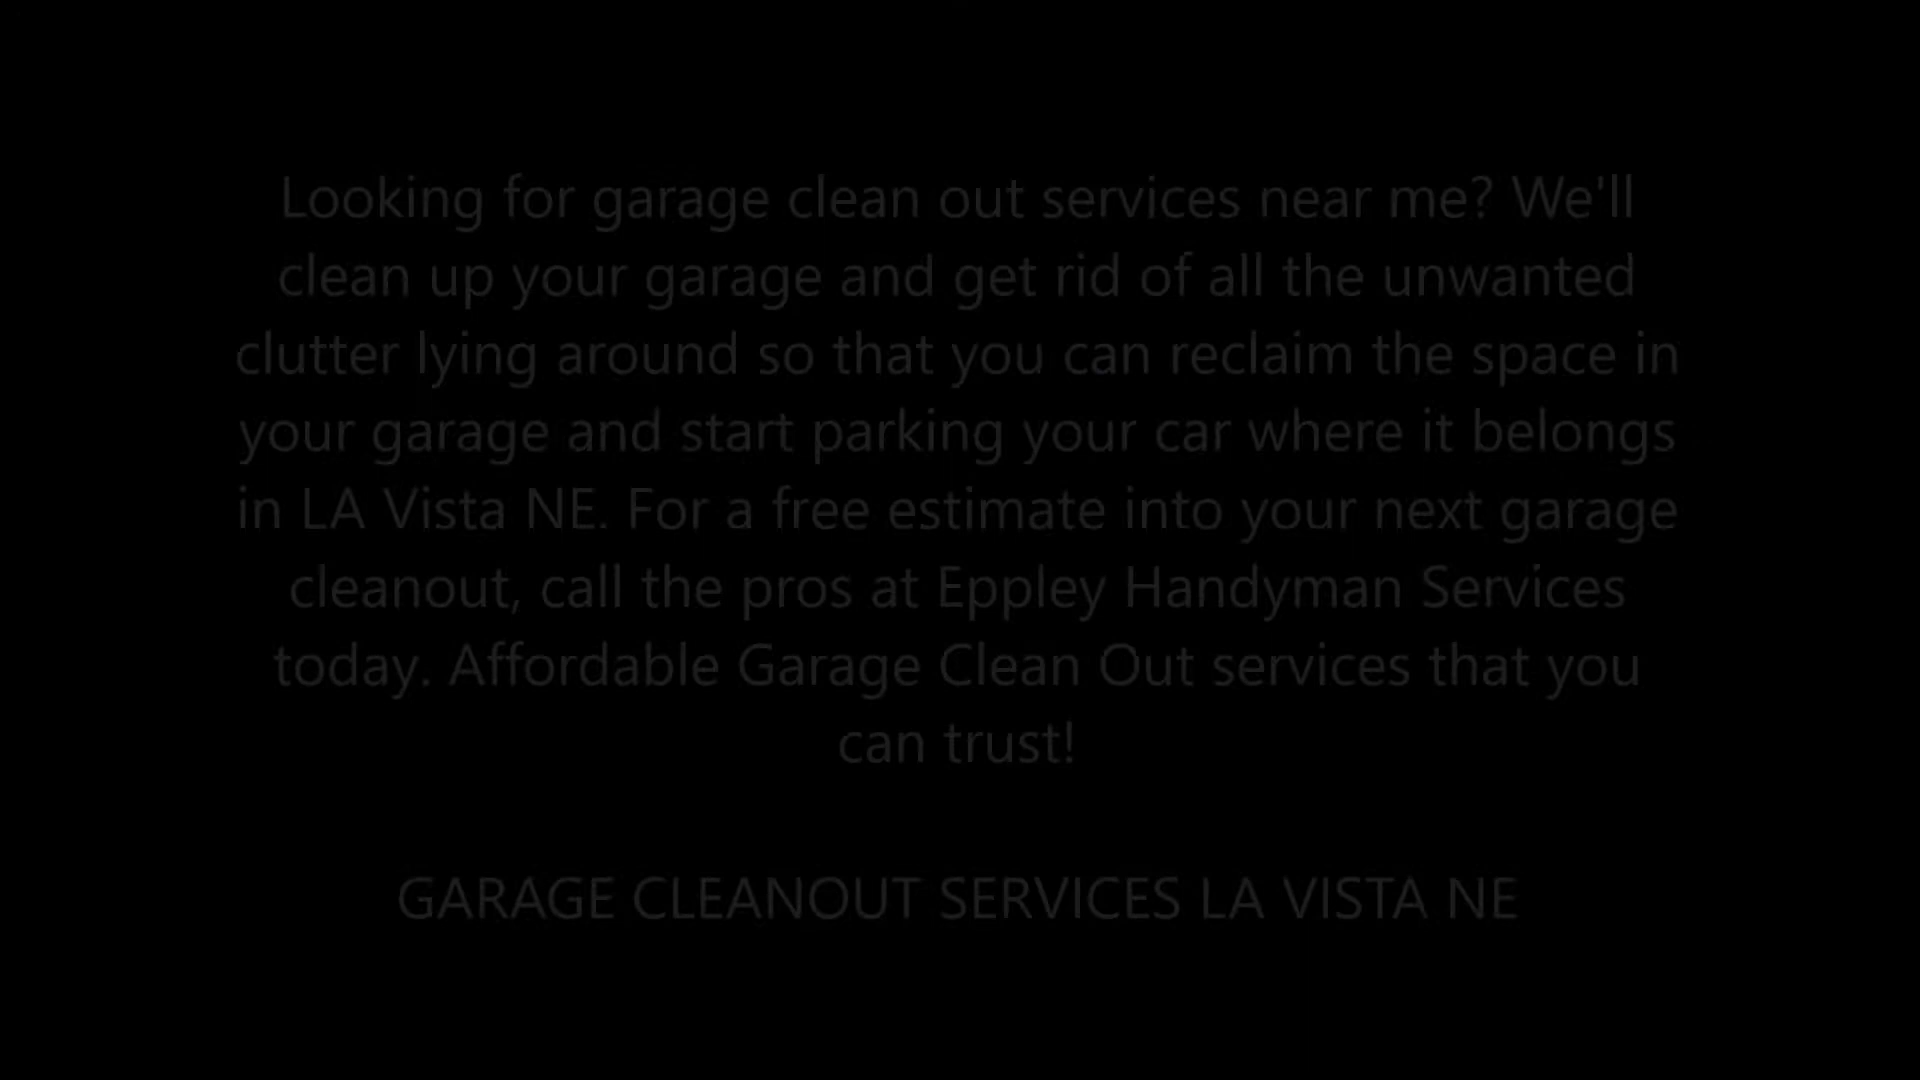 Looking for garage clean out services near me? We'll
clean up your garage and get rid of all the unwanted
clutter lying around so that you can reclaim the space in
your garage and start parking your car where it belongs
in LA Vista NE. For a free estimate into your next garage
cleanout, call the pros at Eppley Handyman Services
today. Affordable Garage Clean Out services that you
can trust!
GARAGE CLEANOUT SERVICES LA VISTA NE